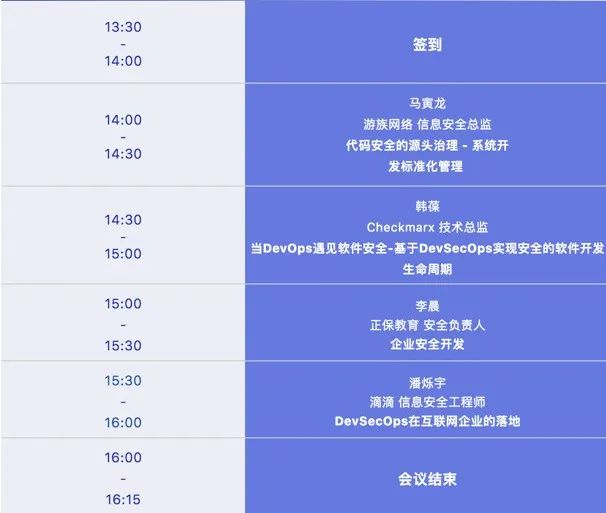 13:30
-
14:00
签到
14:00
-
14:30
马寅龙
游族网络 信息安全总监
代码安全的源头治理 - 系统开
发标准化管理
14:30
-
15:00
韩葆
Checkmarx 技术总监
当DevOps遇见软件安全-基于DevSecOps实现安全的软件开发
生命周期
15:00
-
15:30
李晨
正保教育 安全负责人
企业安全开发
15:30
-
16:00
潘烁宇
滴滴 信息安全工程师
DevSecOps在互联网企业的落地
16:00
-
16:15
会议结束